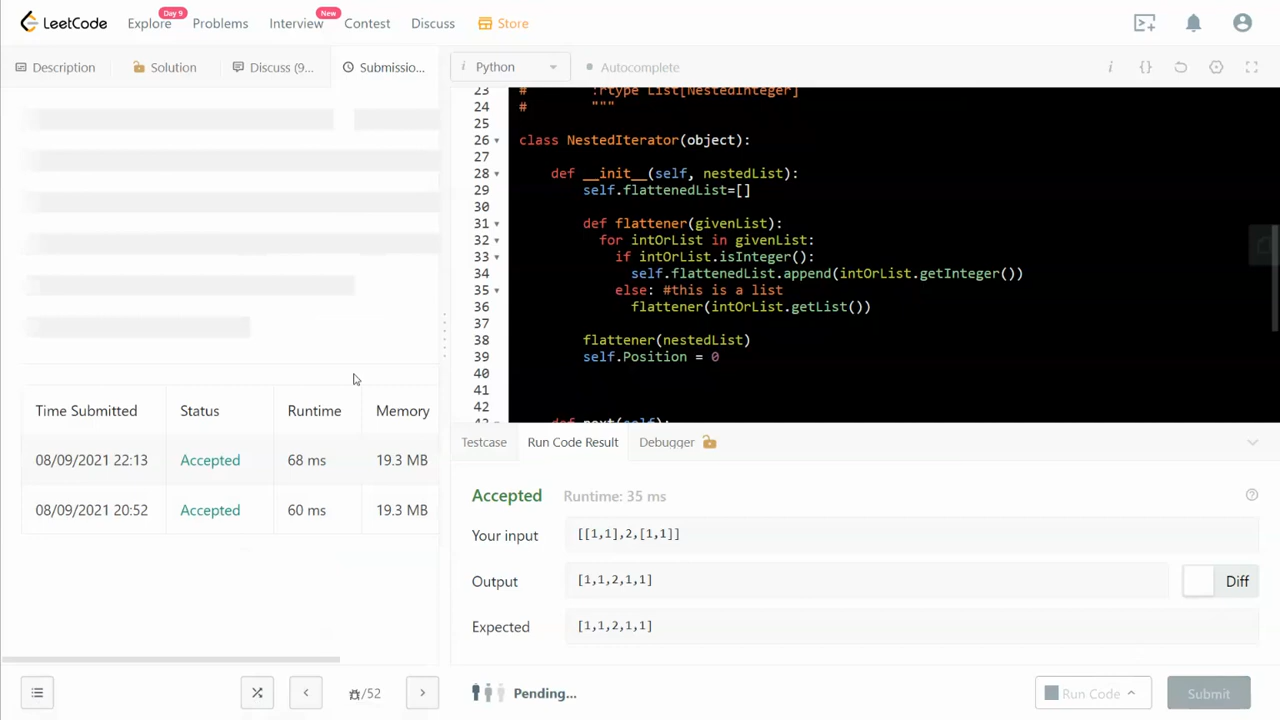 LeetCode
Explore
Day 9
Problems
Interview
New
Contest
Discuss
Store
Description
Solution
Discuss (9...
Submissio...
i Python
Autocomplete
Time Submitted Status Runtime Memory
08/09/2021 22:13 Accepted 68 ms 19.3 MB
08/09/2021 20:52 Accepted 60 ms 19.3 MB
/52
23 # :rtype List[NestedInteger]
24 # """
25
26 class NestedIterator(object):
27
28 def __init__(self, nestedList):
29 self.flattenedList=[]
30
31 def flattener(givenList):
32 for intOrList in givenList:
33 if intOrList.isInteger():
34 self.flattenedList.append(intOrList.getInteger())
35 else: #this is a list
36 flattener(intOrList.getList())
37
38 flattener(nestedList)
39 self.Position = 0
40
41
42
43 def next(self):
Testcase
Run Code Result
Debugger
Accepted Runtime: 35 ms
Your input [[1,1],2,[1,1]]
Output [1,1,2,1,1]
Diff
Expected [1,1,2,1,1]
Pending...
Run Code
Submit